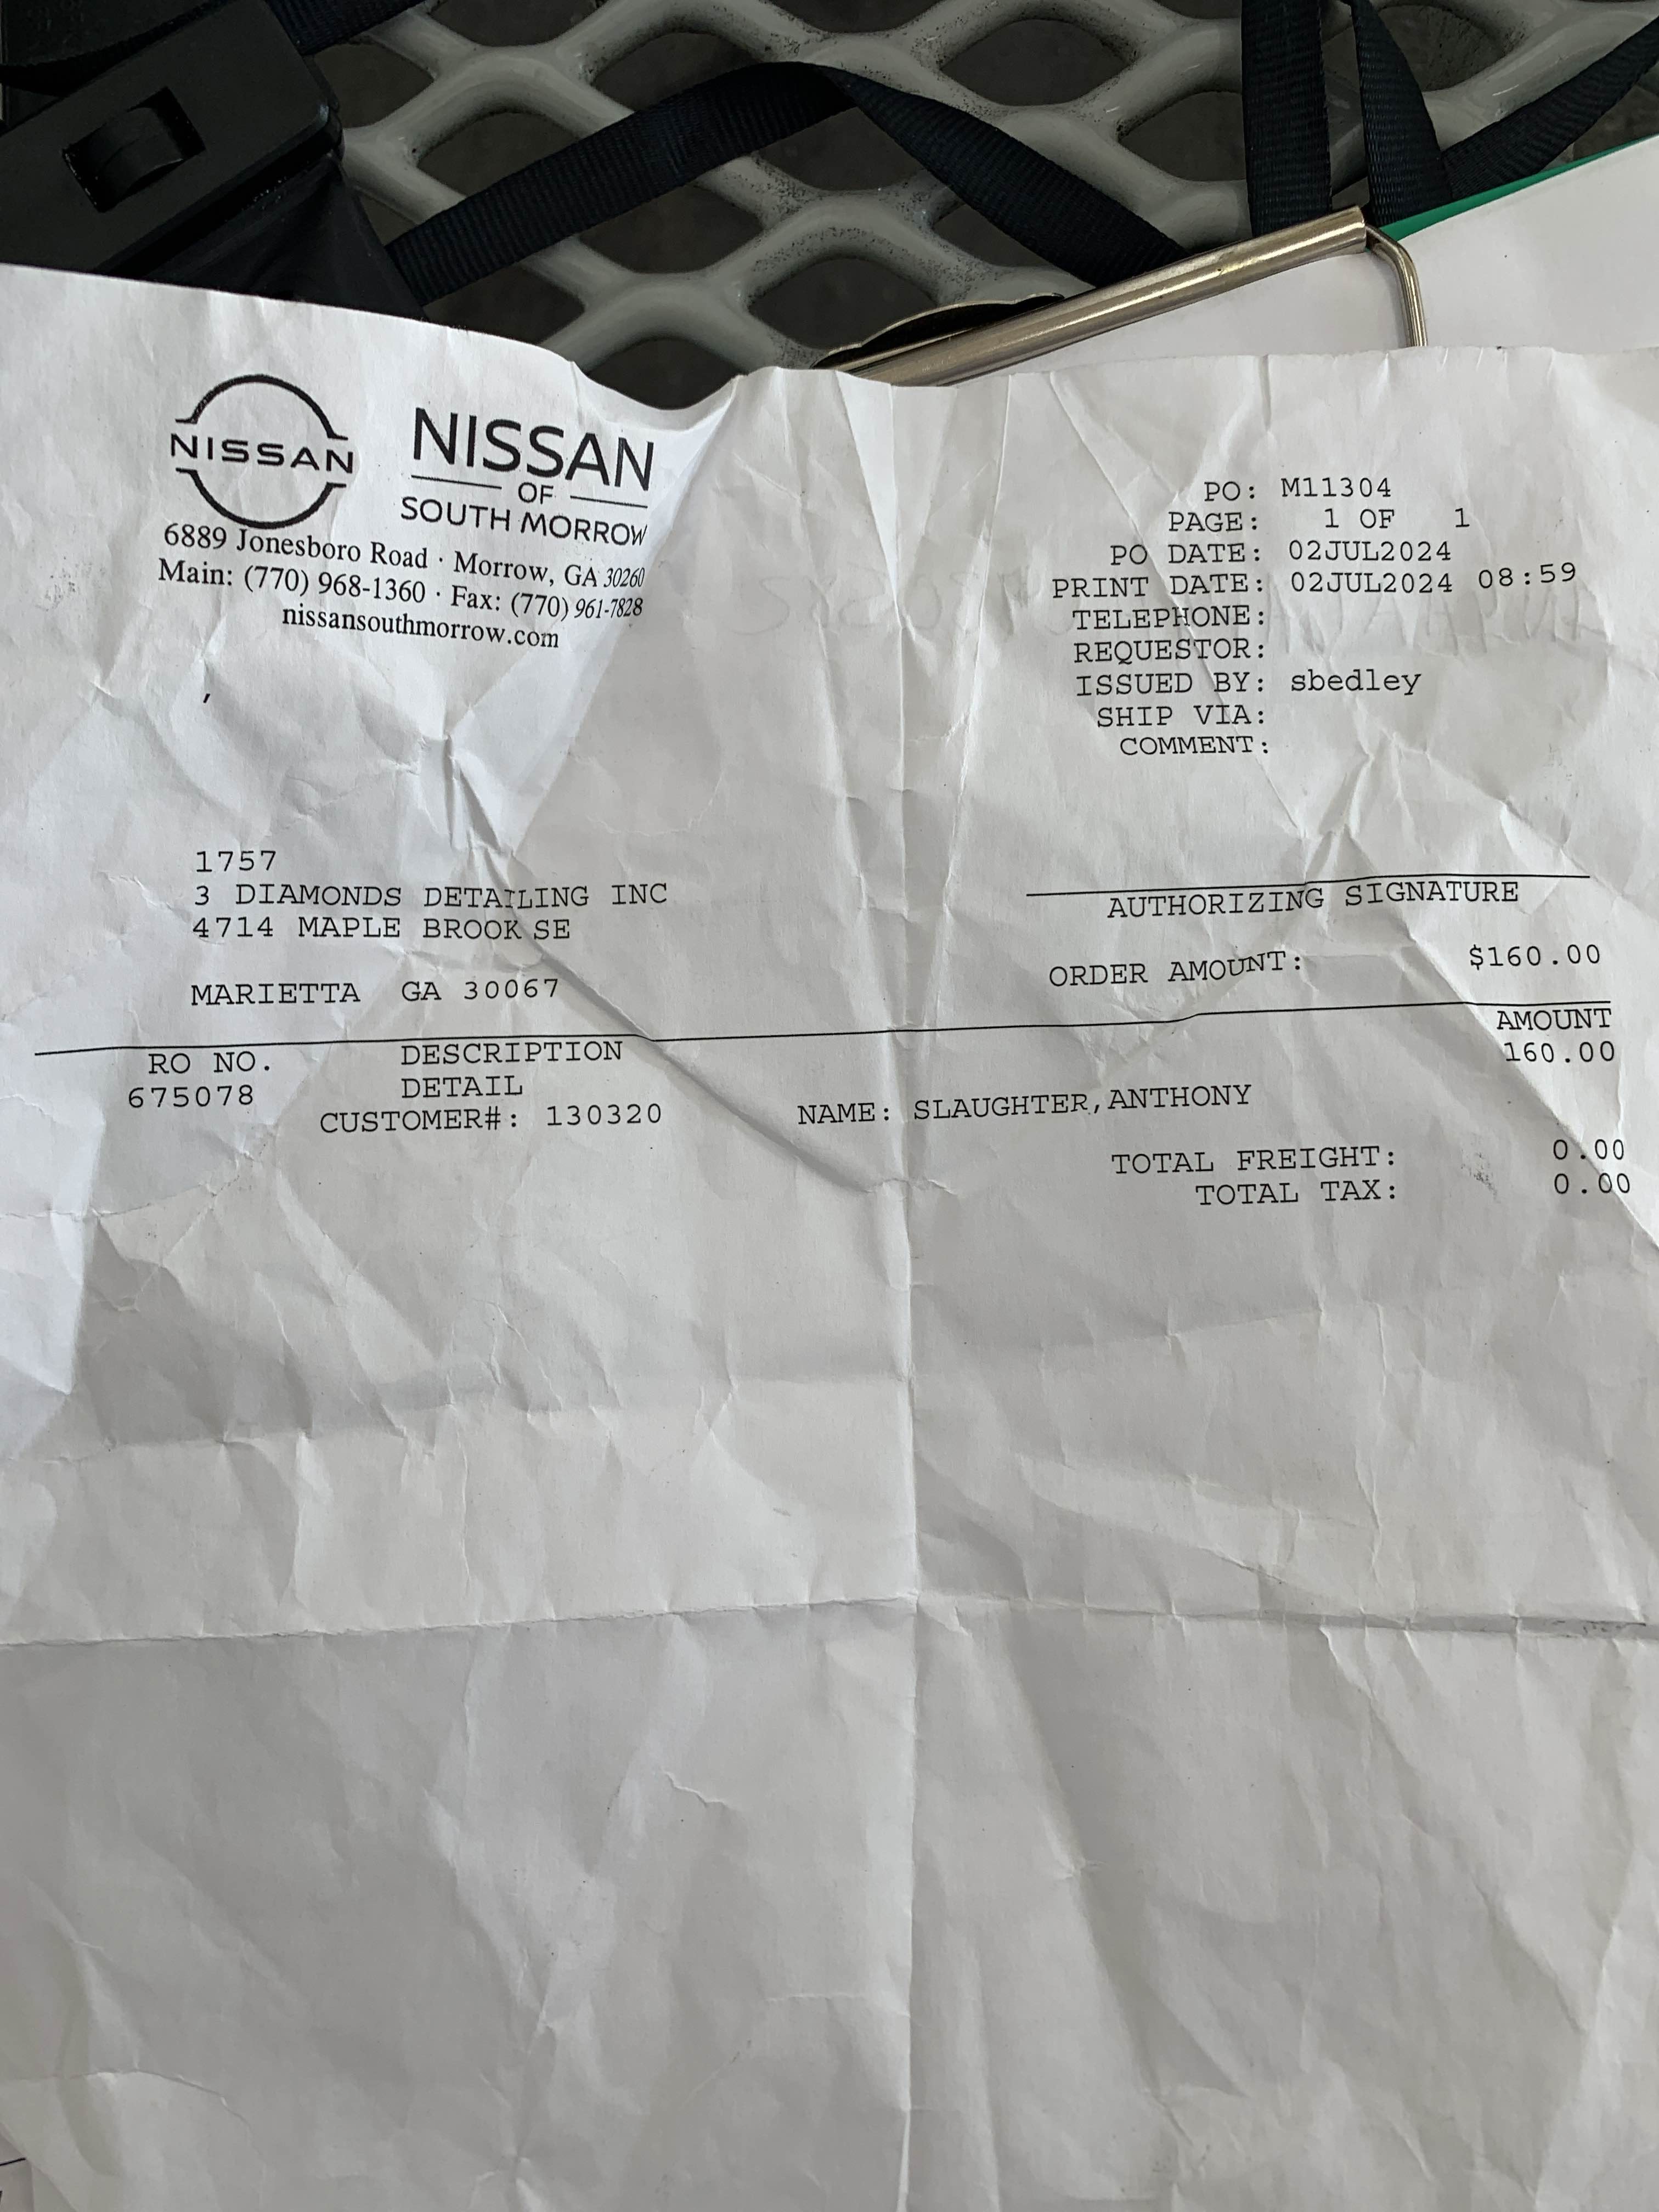 NISSAN
NISSAN
OF
SOUTH MORROW
6889 Jonesboro Road · Morrow, GA 30260
Main: (770) 968-1360 · Fax: (770) 961-7828
nissansouthmorrow.com
,
PO: M11304
PAGE: 1 OF 1
PO DATE: 02JUL2024
PRINT DATE: 02JUL2024 08:59
TELEPHONE:
REQUESTOR:
ISSUED BY: sbedley
SHIP VIA:
COMMENT:
1757
3 DIAMONDS DETAILING INC
4714 MAPLE BROOK SE
MARIETTA GA 30067
AUTHORIZING SIGNATURE
ORDER AMOUNT: $160.00
RO NO. DESCRIPTION AMOUNT
675078 DETAIL 160.00
CUSTOMER#: 130320 NAME: SLAUGHTER,ANTHONY
TOTAL FREIGHT: 0.00
TOTAL TAX: 0.00